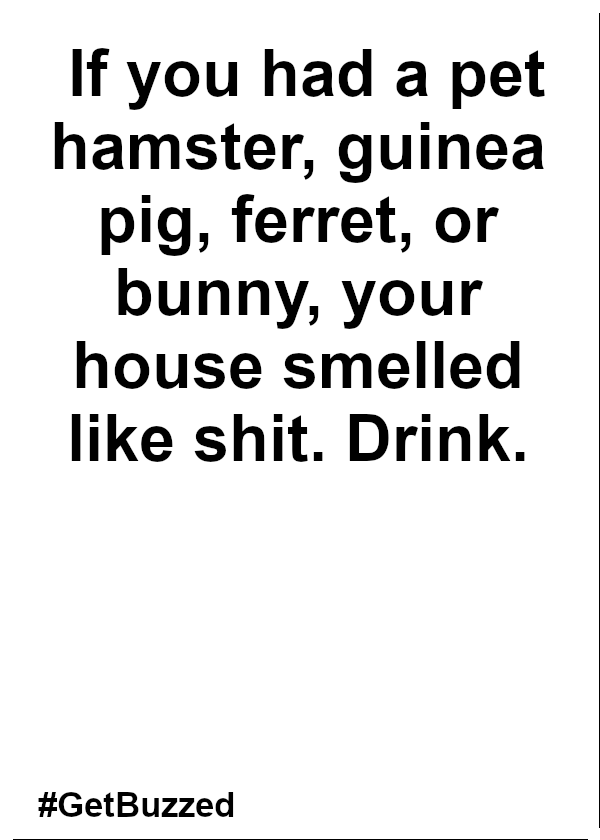 If you had a pet
hamster, guinea
pig, ferret, or
bunny, your
house smelled
like shit. Drink.
#GetBuzzed